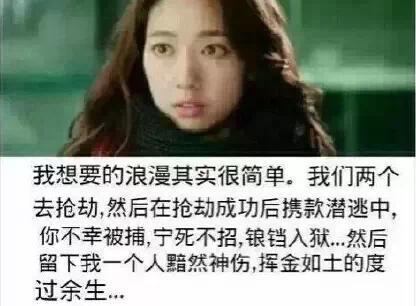 我想要的浪漫其实很简单。我们两个
去抢劫,然后在抢劫成功后携款潜逃中,
你不幸被捕,宁死不招,锒铛入狱...然后
留下我一个人黯然神伤,挥金如土的度
过余生...